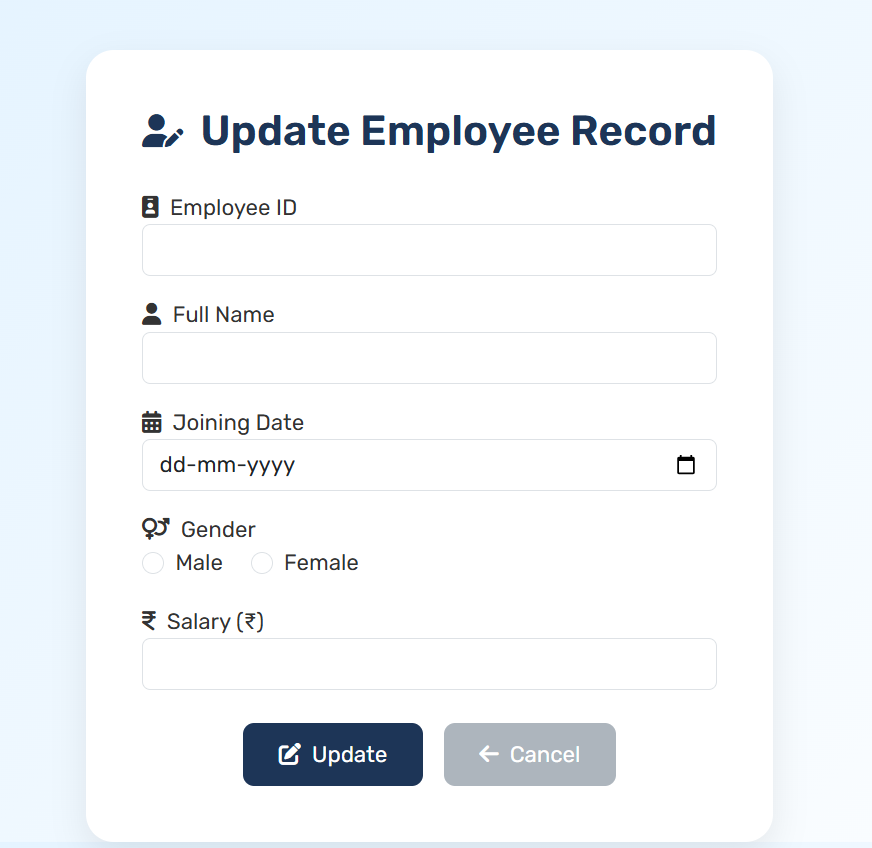 Update Employee Record
Employee ID
Full Name
Joining Date
dd-mm-yyyy
Gender
Male Female
Salary (₹)
Update Cancel